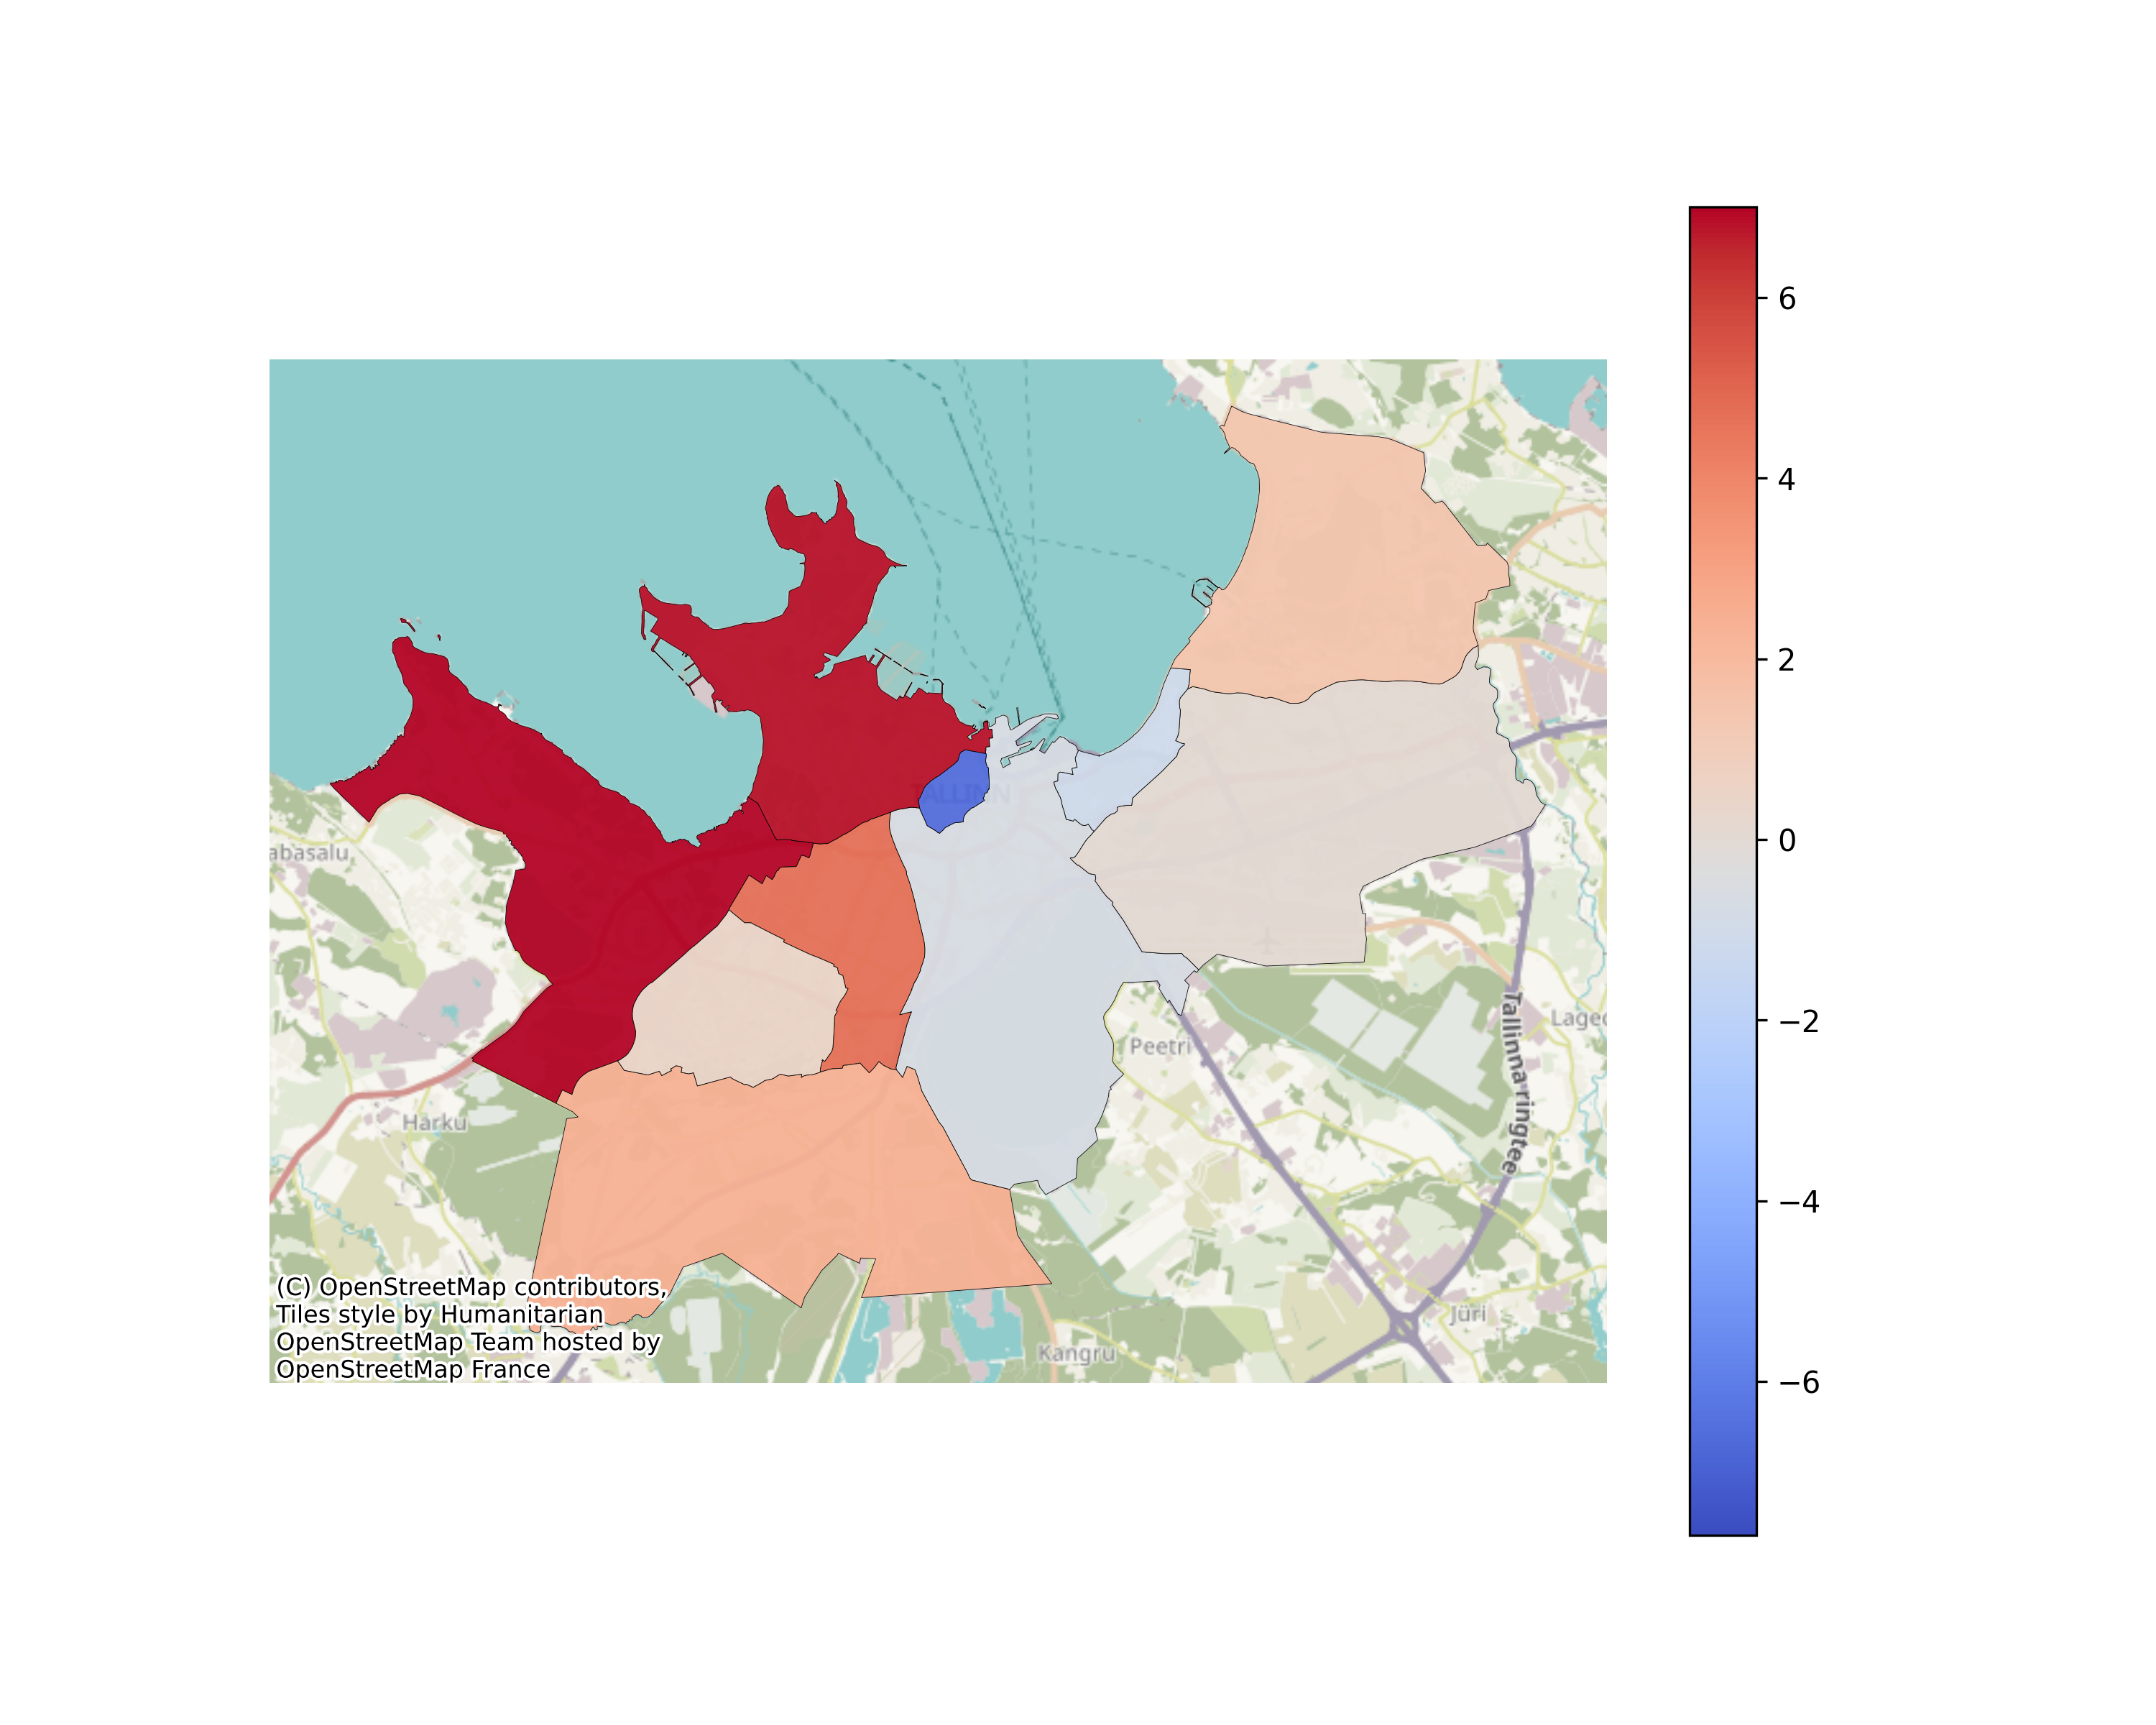 6
4
2
0
−2
−4
−6
TALLINN
abasalu
Peetri
Lagec
Tallinna ringtee
Harku
Jüri
Kangru
(C) OpenStreetMap contributors,
Tiles style by Humanitarian
OpenStreetMap Team hosted by
OpenStreetMap France